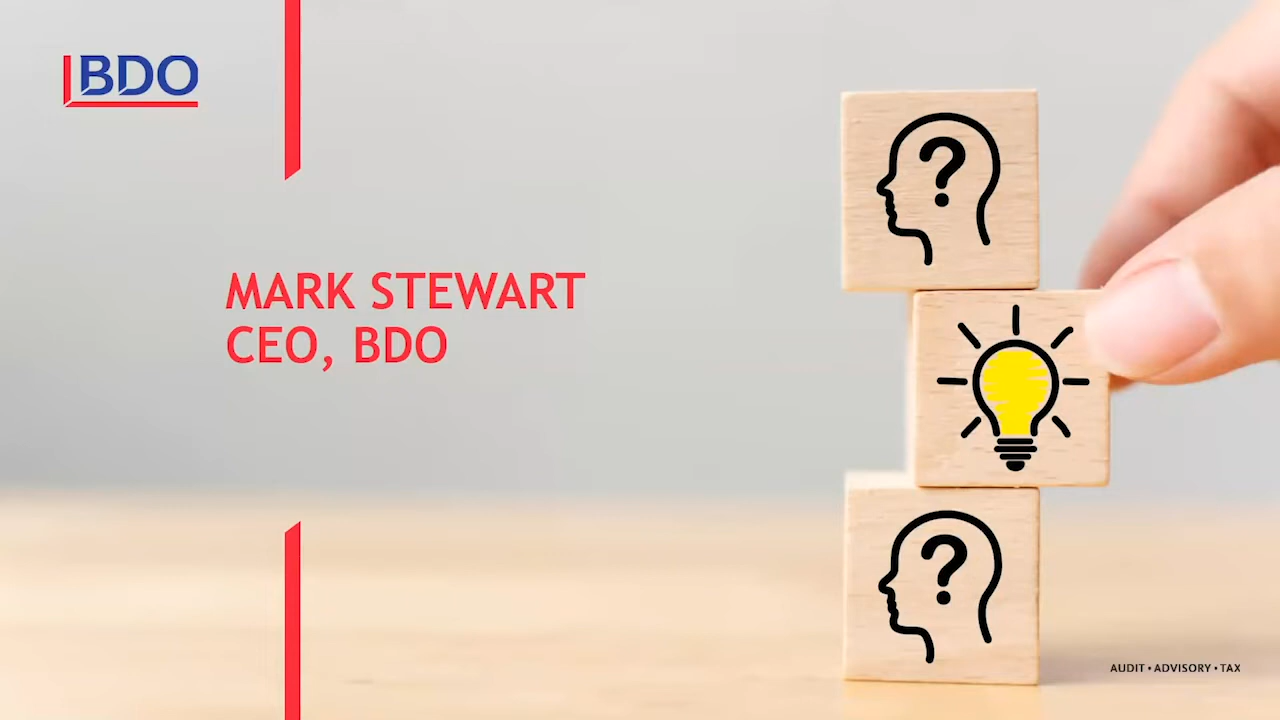 BDO
MARK STEWART
CEO, BDO
?
?
AUDIT • ADVISORY • TAX